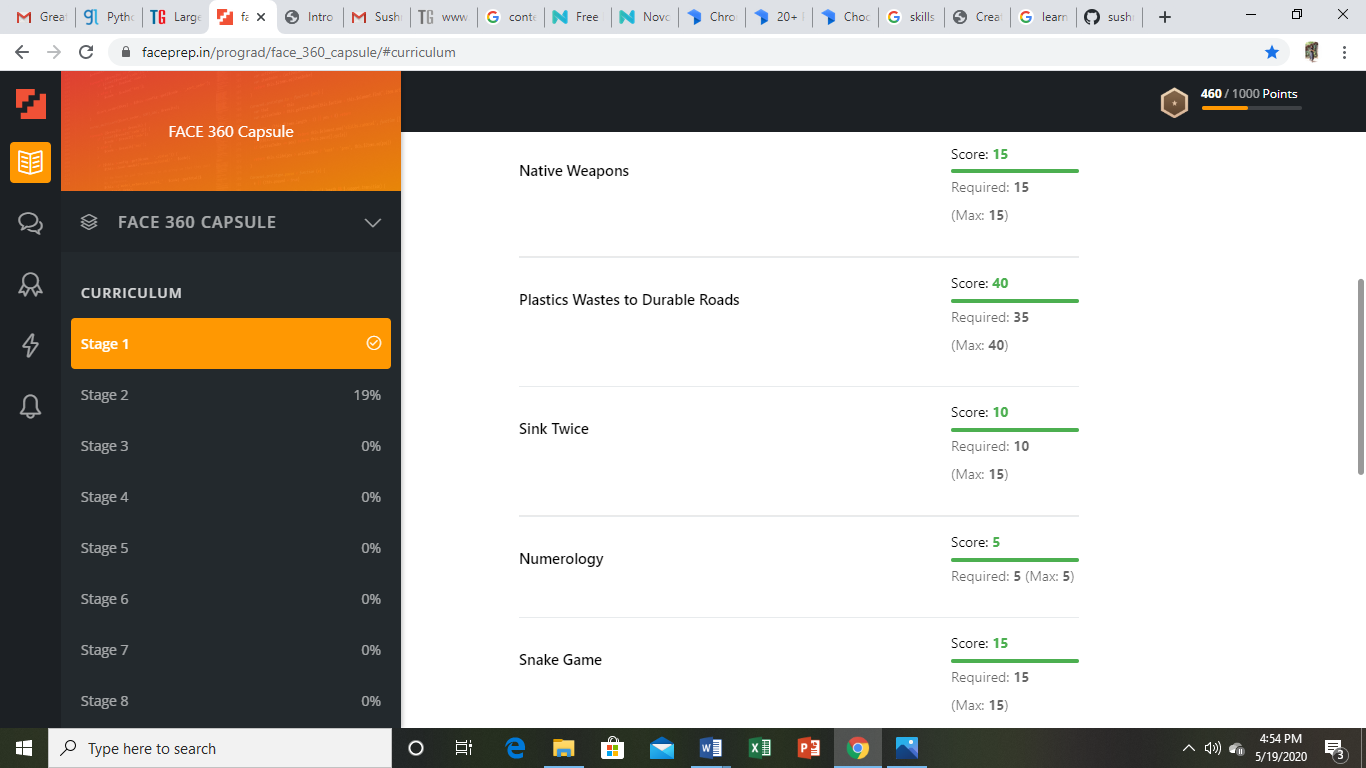 Great
Pytho
TG Large
fa
Intro
Sushr
TG www
conte
Free
Novo
Chro
20+
Choc
skills
Creat
learn
sush
faceprep.in/prograd/face_360_capsule/#curriculum
FACE 360 Capsule
460 / 1000 Points
FACE 360 CAPSULE
CURRICULUM
Stage 1
Stage 2 19%
Stage 3 0%
Stage 4 0%
Stage 5 0%
Stage 6 0%
Stage 7 0%
Stage 8 0%
Native Weapons
Score: 15
Required: 15
(Max: 15)
Plastics Wastes to Durable Roads
Score: 40
Required: 35
(Max: 40)
Sink Twice
Score: 10
Required: 10
(Max: 15)
Numerology
Score: 5
Required: 5 (Max: 5)
Snake Game
Score: 15
Required: 15
(Max: 15)
Type here to search
4:54 PM
5/19/2020
3